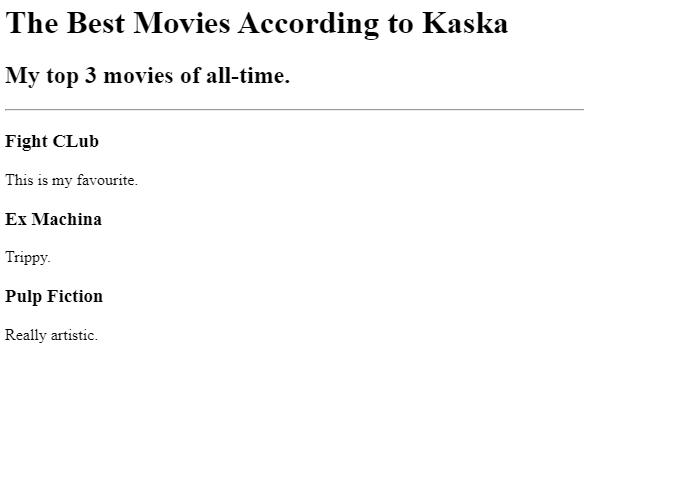 The Best Movies According to Kaska
My top 3 movies of all-time.
Fight CLub
This is my favourite.
Ex Machina
Trippy.
Pulp Fiction
Really artistic.